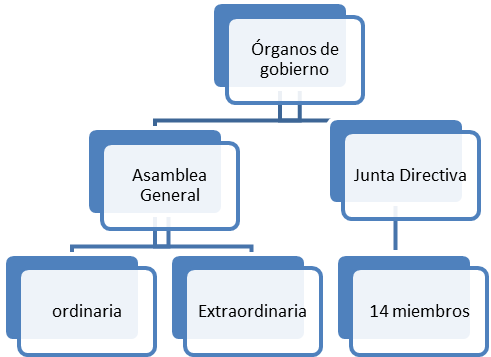 Órganos de
gobierno
Asamblea
General
Junta Directiva
ordinaria
Extraordinaria
14 miembros